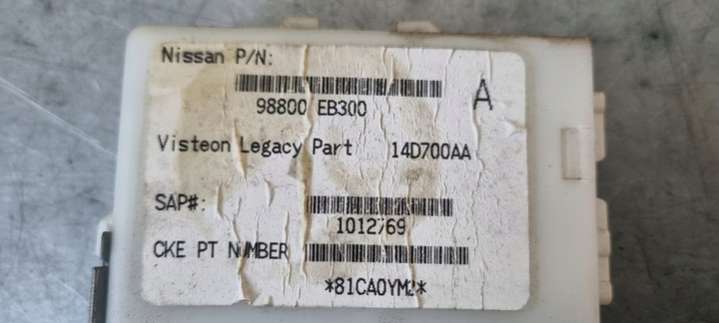 Nissan P/N:
98800 EB300
A
Visteon Legacy Part 14D700AA
SAP#:
1012769
CKE PT NUMBER
*81CA0YM2*